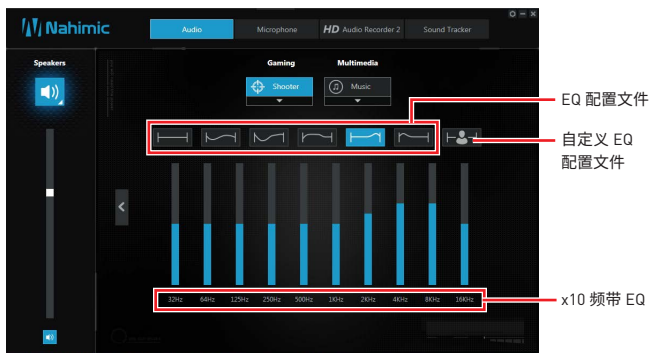 Nahimic
Audio
Microphone
HD Audio Recorder 2
Sound Tracker
Speakers
Gaming
Multimedia
Shooter
Music
EQ 配置文件
自定义 EQ
配置文件
32Hz 64Hz 125Hz 250Hz 500Hz 1KHz 2KHz 4KHz 8KHz 16KHz
x10 频带 EQ